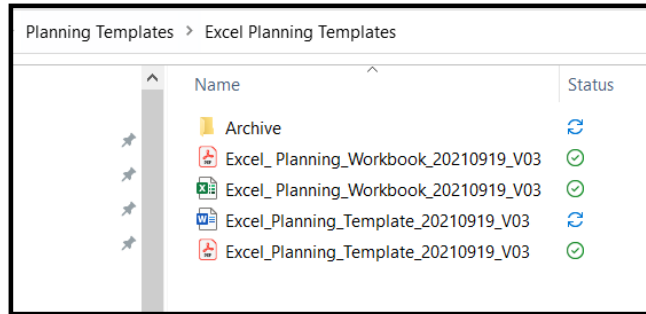 Planning Templates > Excel Planning Templates
Name Status
Archive
Excel_ Planning_Workbook_20210919_V03
Excel_ Planning_Workbook_20210919_V03
Excel_Planning_Template_20210919_V03
Excel_Planning_Template_20210919_V03